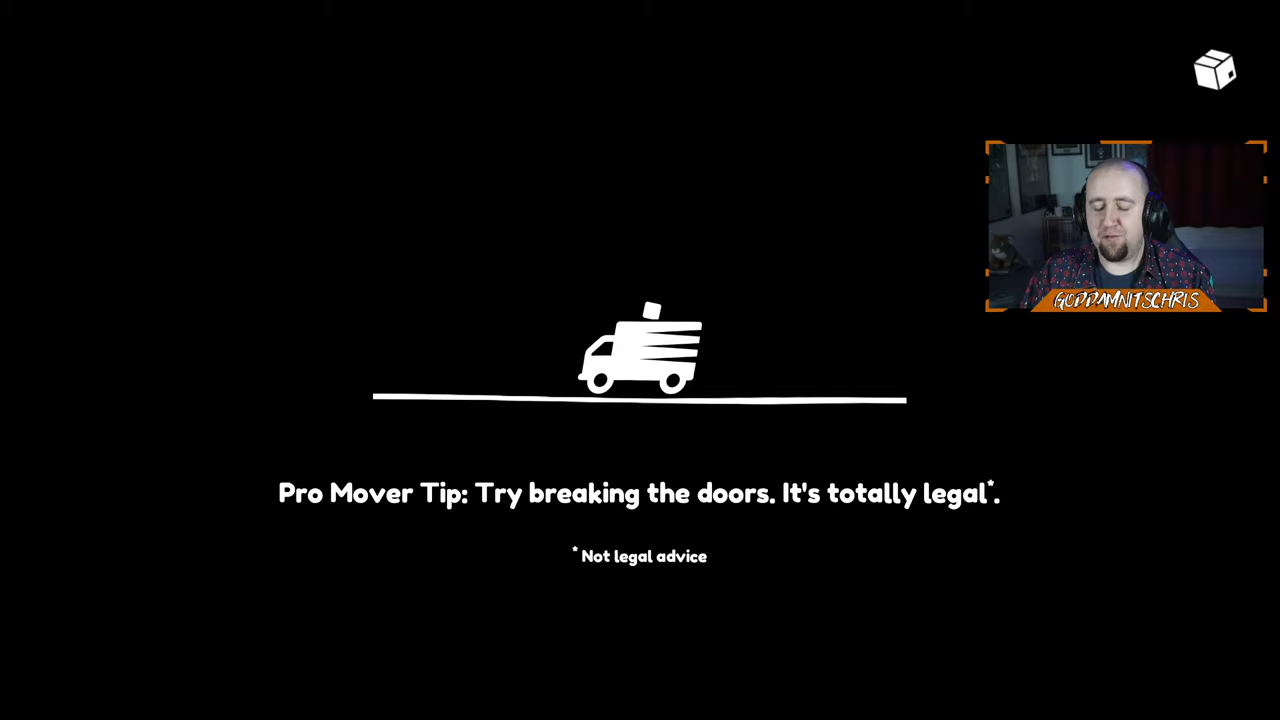 GODDAMNITSCHRIS
Pro Mover Tip: Try breaking the doors. It's totally legal*.
* Not legal advice